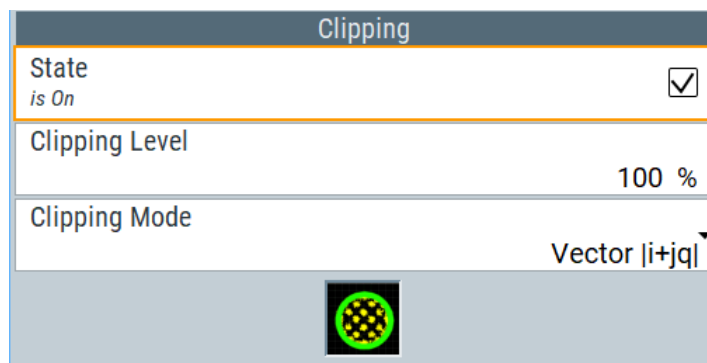 Clipping
State
is On
Clipping Level
100 %
Clipping Mode
Vector |i+jq|